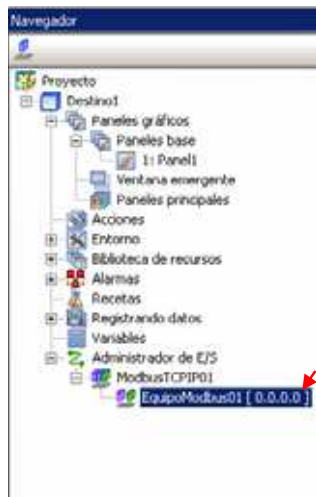 Navegador
Proyecto
Destino1
Paneles gráficos
Paneles base
1: Panel1
Ventana emergente
Paneles principales
Acciones
Entorno
Biblioteca de recursos
Alarmas
Recetas
Registrando datos
Variables
Administrador de E/S
ModbusTCPIP01
EquipoModbus01 [ 0.0.0.0 ]